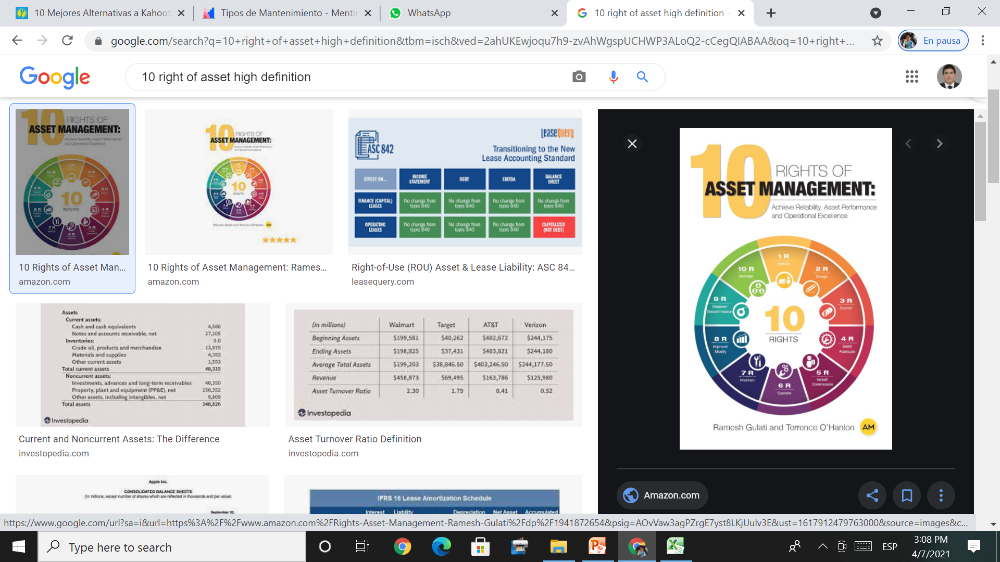 10 Mejores Alternativas a Kahoot
Tipos de Mantenimiento - Mentir
WhatsApp
10 right of asset high definition -
google.com/search?q=10+right+of+asset+high+definition&tbm=isch&ved=2ahUKEwjoqu7h9-zvAhWgspUCHWP3ALoQ2-cCegQIABAA&oq=10+right+...
En pausa
Google
10 right of asset high definition
10 RIGHTS OF
ASSET MANAGEMENT:
Achieve Reliability, Asset Performance
and Operational Excellence
10 R
2 R
9 R
3 R
10
RIGHTS
8 R
4 R
7 R
5 R
6 R
10 Rights of Asset Man...
amazon.com
10 RIGHTS OF
ASSET MANAGEMENT:
10
RIGHTS
Ramesh Gulati and Terrence O'Hanlon
10 Rights of Asset Management: Rames...
amazon.com
LeaseQuery
ASC 842
Transitioning to the New
Lease Accounting Standard
EFFECT ON...
INCOME STATEMENT
DEBT
EBITDA
BALANCE SHEET
FINANCE (CAPITAL) LEASES
No change from topic 840
No change from topic 840
No change from topic 840
No change from topic 840
OPERATING LEASES
No change from topic 840
No change from topic 840
No change from topic 840
CAPITALIZED (NOT DEBT)
Right-of-Use (ROU) Asset & Lease Liability: ASC 84...
leasequery.com
10 RIGHTS OF
ASSET MANAGEMENT:
Achieve Reliability, Asset Performance
and Operational Excellence
1 R
Specify
2 R
Design
3 R
Source
4 R
Build/
Fabricate
5 R
Install/
Commission
6 R
Operate
7 R
Maintain
8 R
Improve/
Modify
9 R
Dispose/
Decommission
10 R
Manage
10
RIGHTS
Ramesh Gulati and Terrence O'Hanlon AM
Amazon.com
Assets
Current assets:
Cash and cash equivalents 4,586
Notes and accounts receivable, net 27,105
Inventories: 0.0
Crude oil, products and merchandise 13,979
Materials and supplies 4,353
Other current assets 1,553
Total current assets 48,315
Noncurrent assets:
Investments, advances and long-term receivables 40,350
Property, plant and equipment (PP&E), net 250,352
Other assets, including intangibles, net 9,809
Total assets 348,826
Investopedia
Current and Noncurrent Assets: The Difference
investopedia.com
(in millions) Walmart Target AT&T Verizon
Beginning Assets $199,581 $40,262 $402,672 $244,175
Ending Assets $198,825 $37,431 $403,821 $244,180
Average Total Assets $199,203 $38,846.50 $403,246.50 $244,177.50
Revenue $458,873 $69,495 $163,786 $125,980
Asset Turnover Ratio 2.30 1.79 0.41 0.52
Investopedia
Asset Turnover Ratio Definition
investopedia.com
Apple Inc.
CONSOLIDATED BALANCE SHEETS
(In millions, except number of shares which are reflected in thousands and par value)
September 30,
IFRS 16 Lease Amortization Schedule
Interest Liability Depreciation Net Asset Accumulated
https://www.google.com/url?sa=i&url=https%3A%2F%2Fwww.amazon.com%2FRights-Asset-Management-Ramesh-Gulati%2Fdp%2F1941872654&psig=AOvVaw3agPZrgE7yst8LKjUulv3E&ust=1617912479763000&source=images&c...
Type here to search
ESP
3:08 PM
4/7/2021